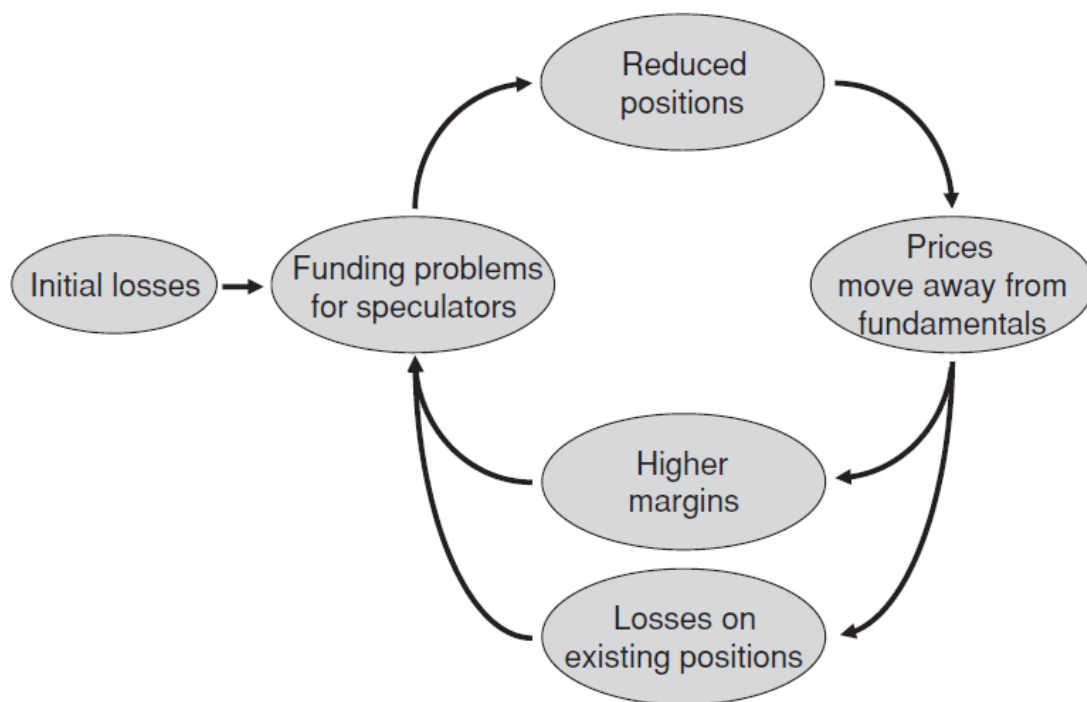 Reduced
positions
Initial losses
Funding problems
for speculators
Prices
move away from
fundamentals
Higher
margins
Losses on
existing positions